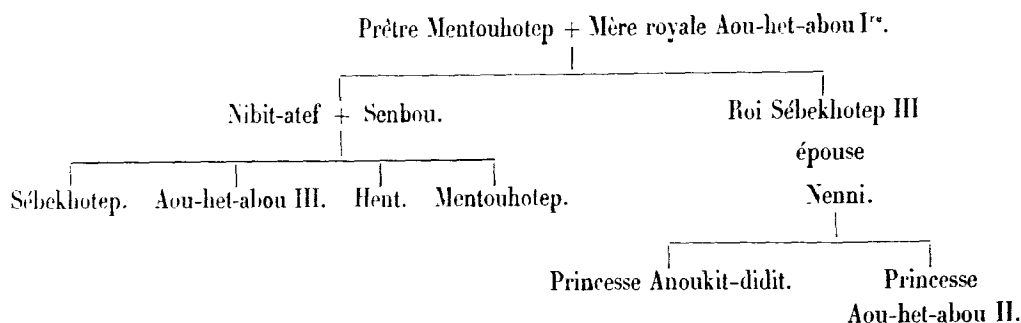 Prêtre Mentouhotep + Mère royale Aou-het-abou Iʳᵉ.
Nibit-atef + Senbou. Roi Sébekhotep III
épouse
Sébekhotep. Aou-het-abou III. Hent. Mentouhotep. Nenni.
Princesse Anoukit-didit. Princesse
Aou-het-abou II.